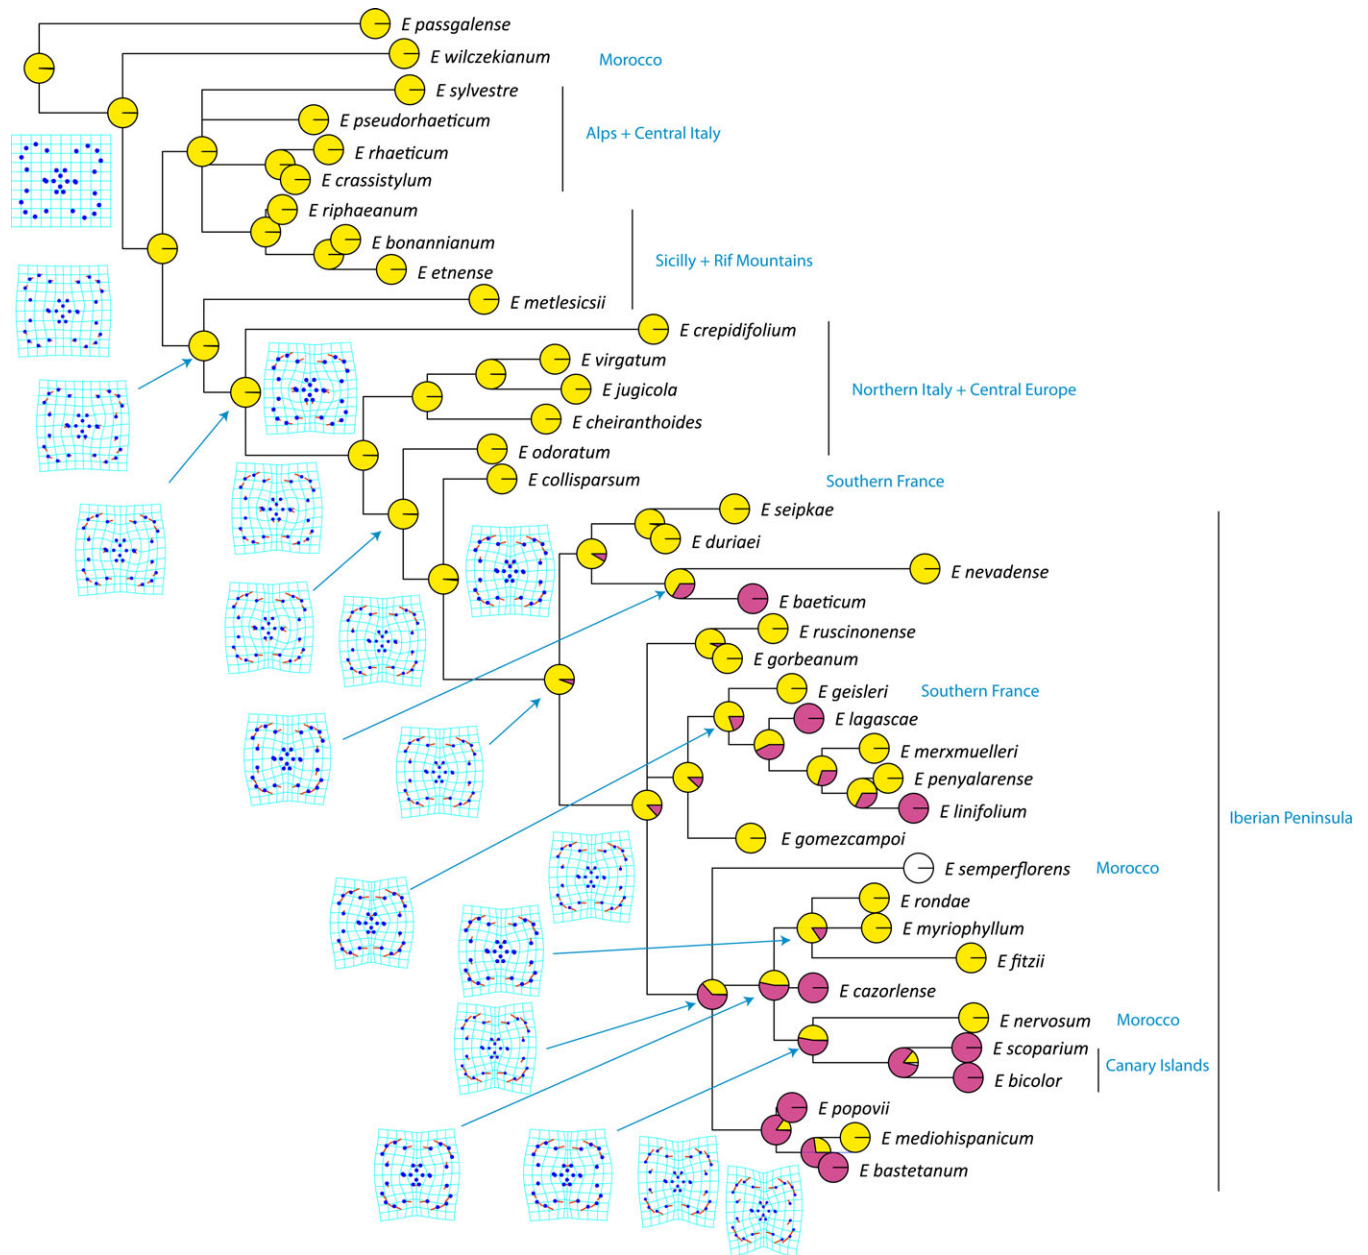 E passgalense
E wilczekianum Morocco
E sylvestre
E pseudorhaeticum
Alps + Central Italy
E rhaeticum
E crassistylum
E riphaeanum
E bonannianum
Sicilly + Rif Mountains
E etnense
E metlesicsii
E crepidifolium
E virgatum
E jugicola
Northern Italy + Central Europe
E cheiranthoides
E odoratum
E collisparsum
Southern France
E seipkae
E duriaei
E nevadense
E baeticum
E ruscinonense
E gorbeanum
E geisleri Southern France
E lagascae
E merxmuelleri
E penyalarense
E linifolium
Iberian Peninsula
E gomezcampoi
E semperflorens Morocco
E rondae
E myriophyllum
E fitzii
E cazorlense
E nervosum Morocco
E scoparium
Canary Islands
E bicolor
E popovii
E mediohispanicum
E bastetanum